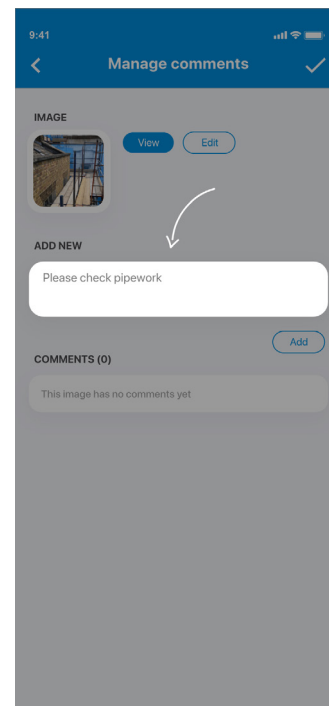 9:41
Manage comments
IMAGE
View Edit
ADD NEW
Please check pipework
Add
COMMENTS (0)
This image has no comments yet